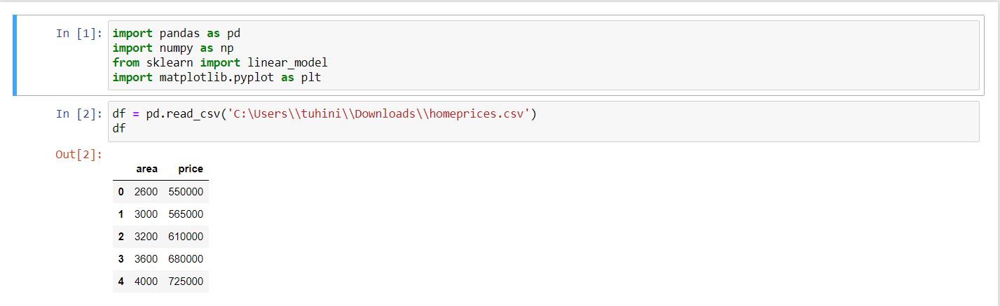 In [1]: import pandas as pd
import numpy as np
from sklearn import linear_model
import matplotlib.pyplot as plt
In [2]: df = pd.read_csv('C:\Users\\tuhini\\Downloads\\homeprices.csv')
df
Out[2]:
area price
0 2600 550000
1 3000 565000
2 3200 610000
3 3600 680000
4 4000 725000